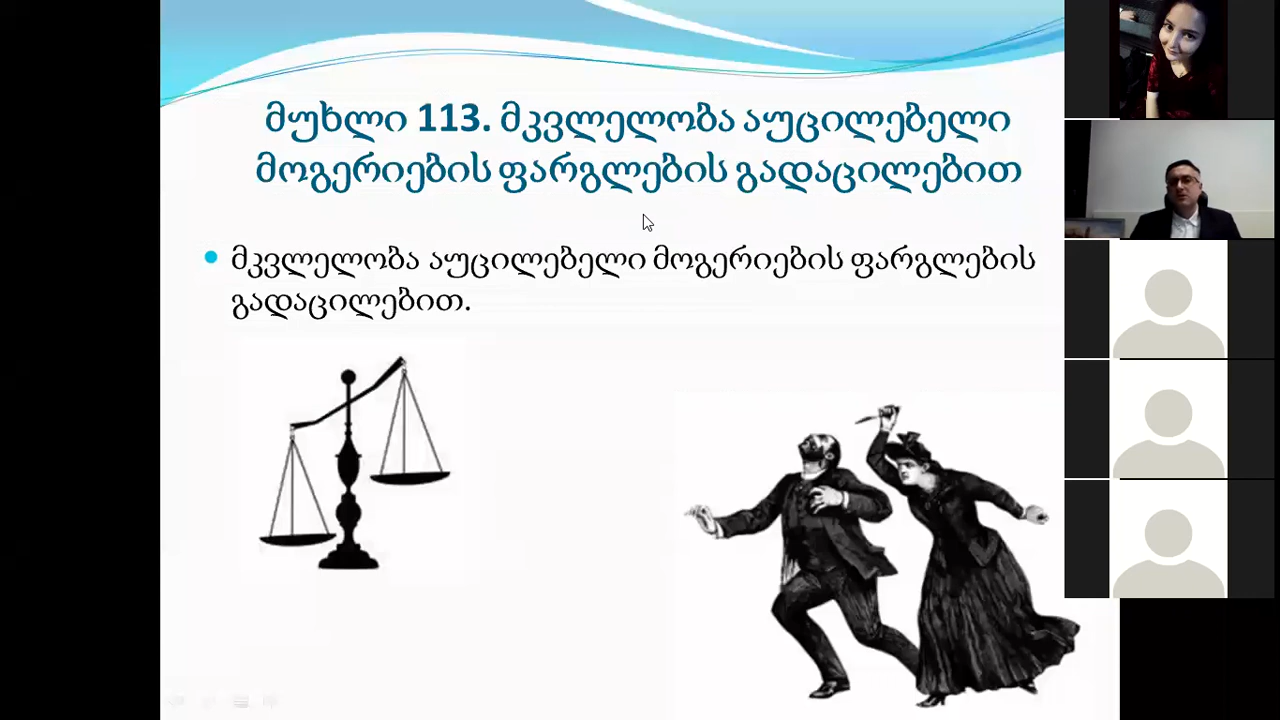 მუხლი 113. მკვლელობა აუცილებელი
მოგერიების ფარგლების გადაცილებით
მკვლელობა აუცილებელი მოგერიების ფარგლების
გადაცილებით.